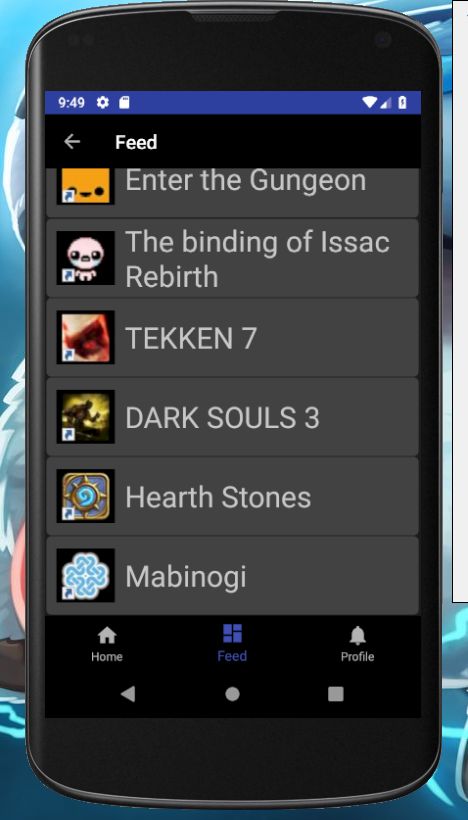 9:49
Feed
Enter the Gungeon
The binding of Issac
Rebirth
TEKKEN 7
DARK SOULS 3
Hearth Stones
Mabinogi
Home
Feed
Profile